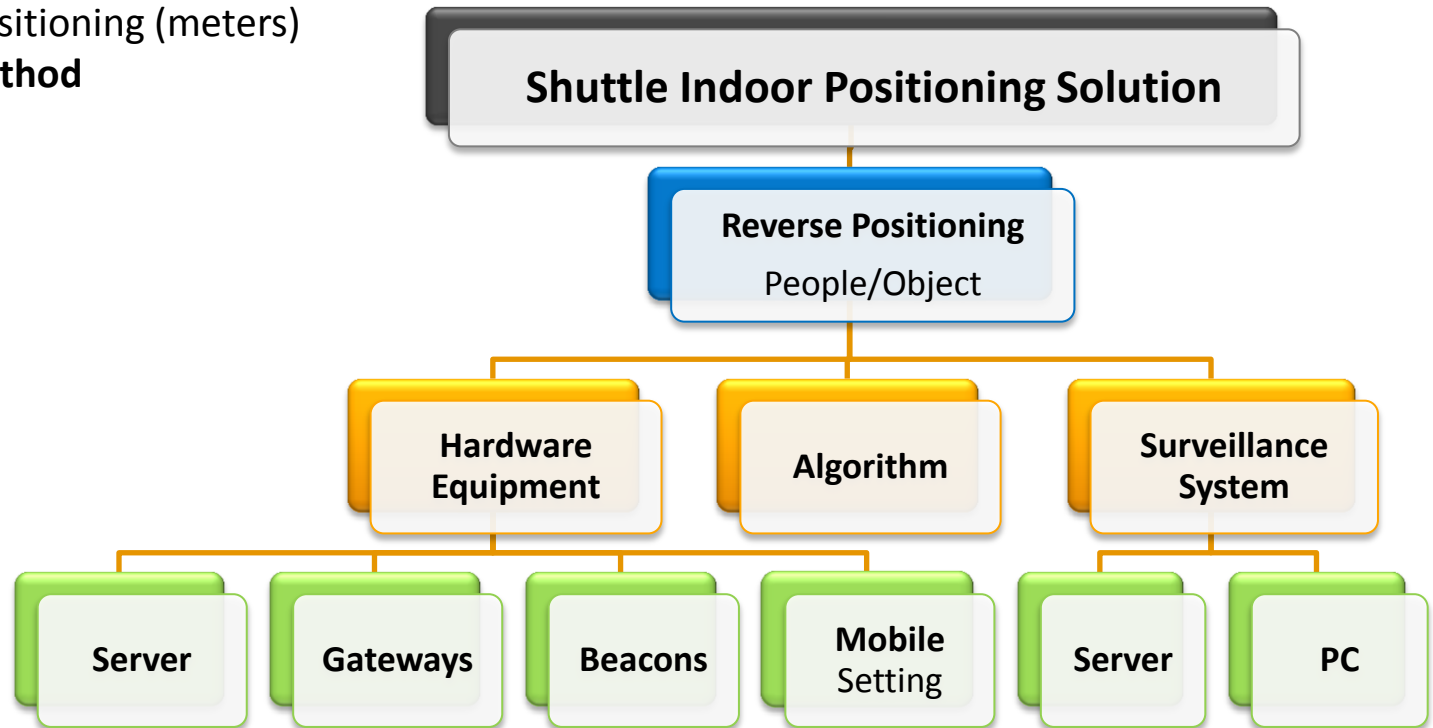 sitioning (meters)
thod
Shuttle Indoor Positioning Solution
Reverse Positioning
People/Object
Hardware
Equipment
Algorithm
Surveillance
System
Server
Gateways
Beacons
Mobile
Setting
Server
PC